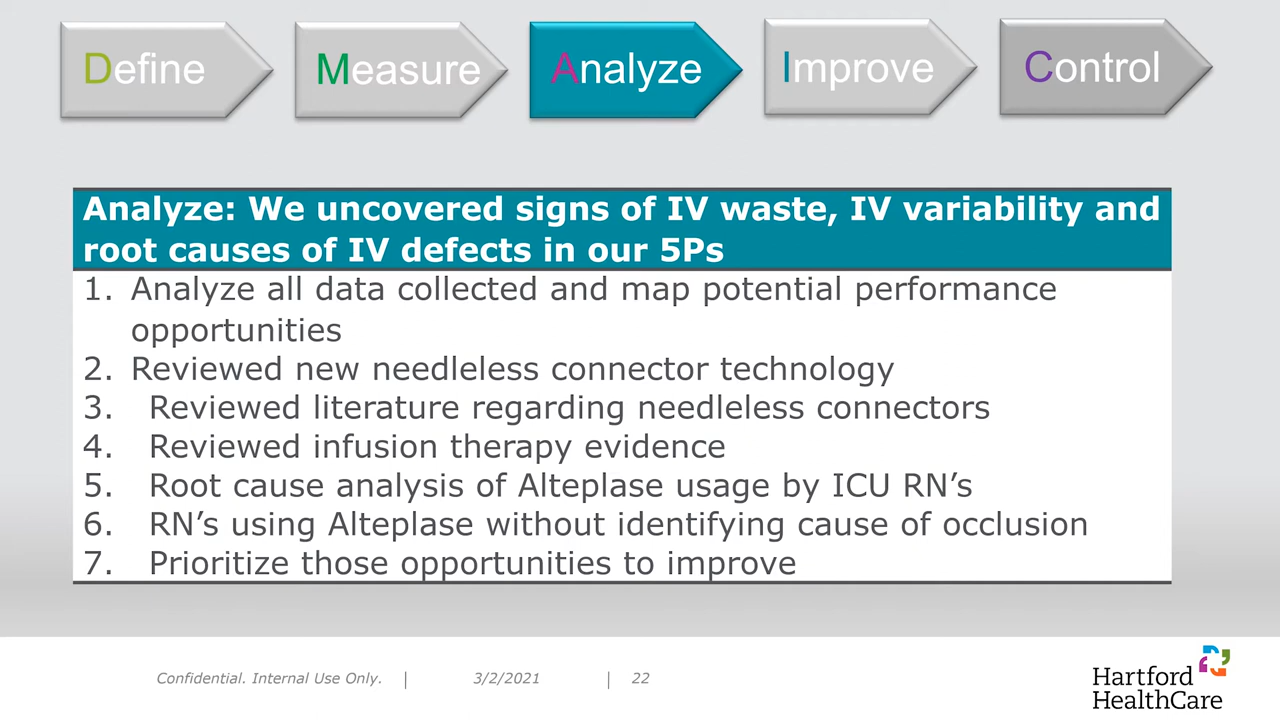 Define
Measure
Analyze
Improve
Control
Analyze: We uncovered signs of IV waste, IV variability and
root causes of IV defects in our 5Ps
1. Analyze all data collected and map potential performance
opportunities
2. Reviewed new needleless connector technology
3. Reviewed literature regarding needleless connectors
4. Reviewed infusion therapy evidence
5. Root cause analysis of Alteplase usage by ICU RN’s
6. RN’s using Alteplase without identifying cause of occlusion
7. Prioritize those opportunities to improve
Confidential. Internal Use Only. | 3/2/2021 | 22
Hartford
HealthCare